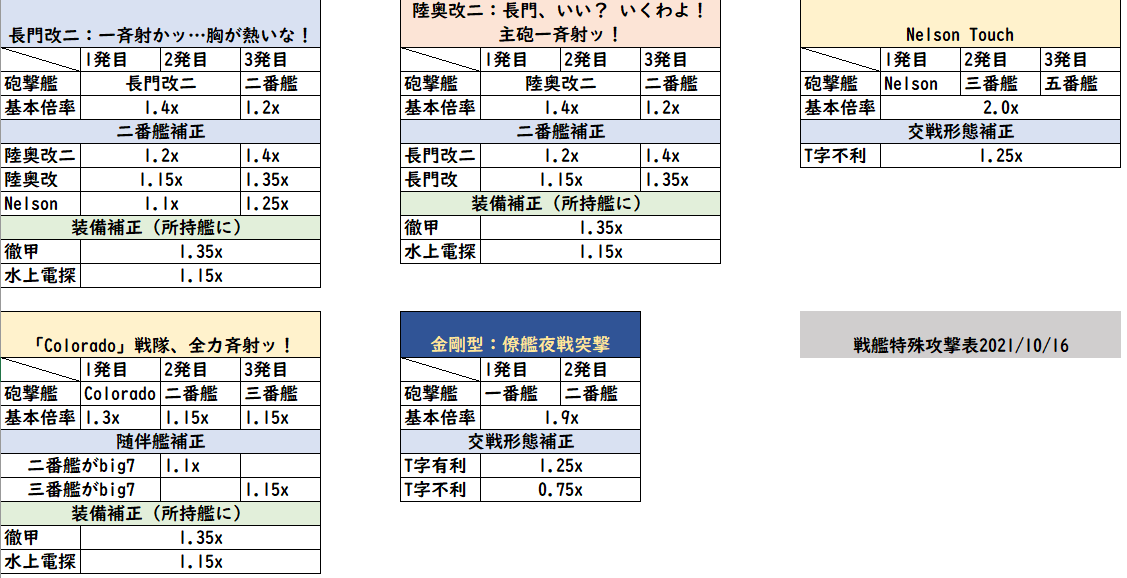 長門改二：一斉射かッ…胸が熱いな！
1発目 2発目 3発目
砲撃艦 長門改二 二番艦
基本倍率 1.4x 1.2x
二番艦補正
陸奥改二 1.2x 1.4x
陸奥改 1.15x 1.35x
Nelson 1.1x 1.25x
装備補正（所持艦に）
徹甲 1.35x
水上電探 1.15x
陸奥改二：長門、いい？ いくわよ！
主砲一斉射ッ！
1発目 2発目 3発目
砲撃艦 陸奥改二 二番艦
基本倍率 1.4x 1.2x
二番艦補正
長門改二 1.2x 1.4x
長門改 1.15x 1.35x
装備補正（所持艦に）
徹甲 1.35x
水上電探 1.15x
Nelson Touch
1発目 2発目 3発目
砲撃艦 Nelson 三番艦 五番艦
基本倍率 2.0x
交戦形態補正
T字不利 1.25x
「Colorado」戦隊、全力斉射ッ！
1発目 2発目 3発目
砲撃艦 Colorado 二番艦 三番艦
基本倍率 1.3x 1.15x 1.15x
随伴艦補正
二番艦がbig7 1.1x
三番艦がbig7 1.15x
装備補正（所持艦に）
徹甲 1.35x
水上電探 1.15x
金剛型：僚艦夜戦突撃
1発目 2発目
砲撃艦 一番艦 二番艦
基本倍率 1.9x
交戦形態補正
T字有利 1.25x
T字不利 0.75x
戦艦特殊攻撃表2021/10/16